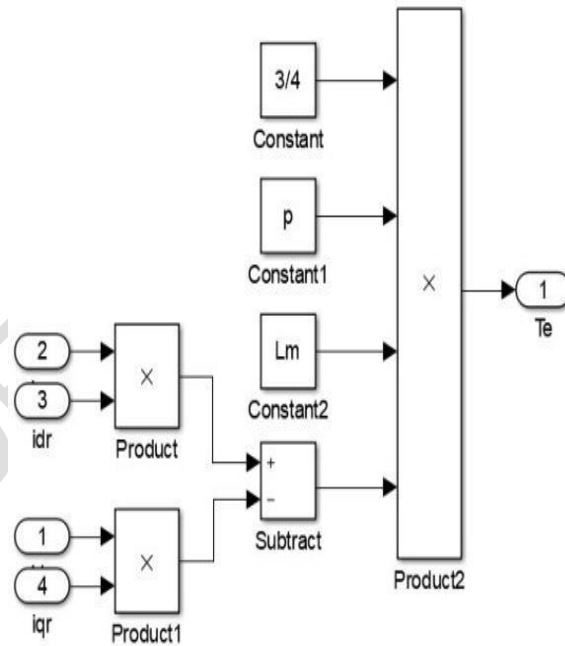 3/4
Constant
p
Constant1
×
1
Te
Lm
Constant2
2
3
idr
×
Product
+
−
Subtract
1
4
iqr
×
Product1
Product2